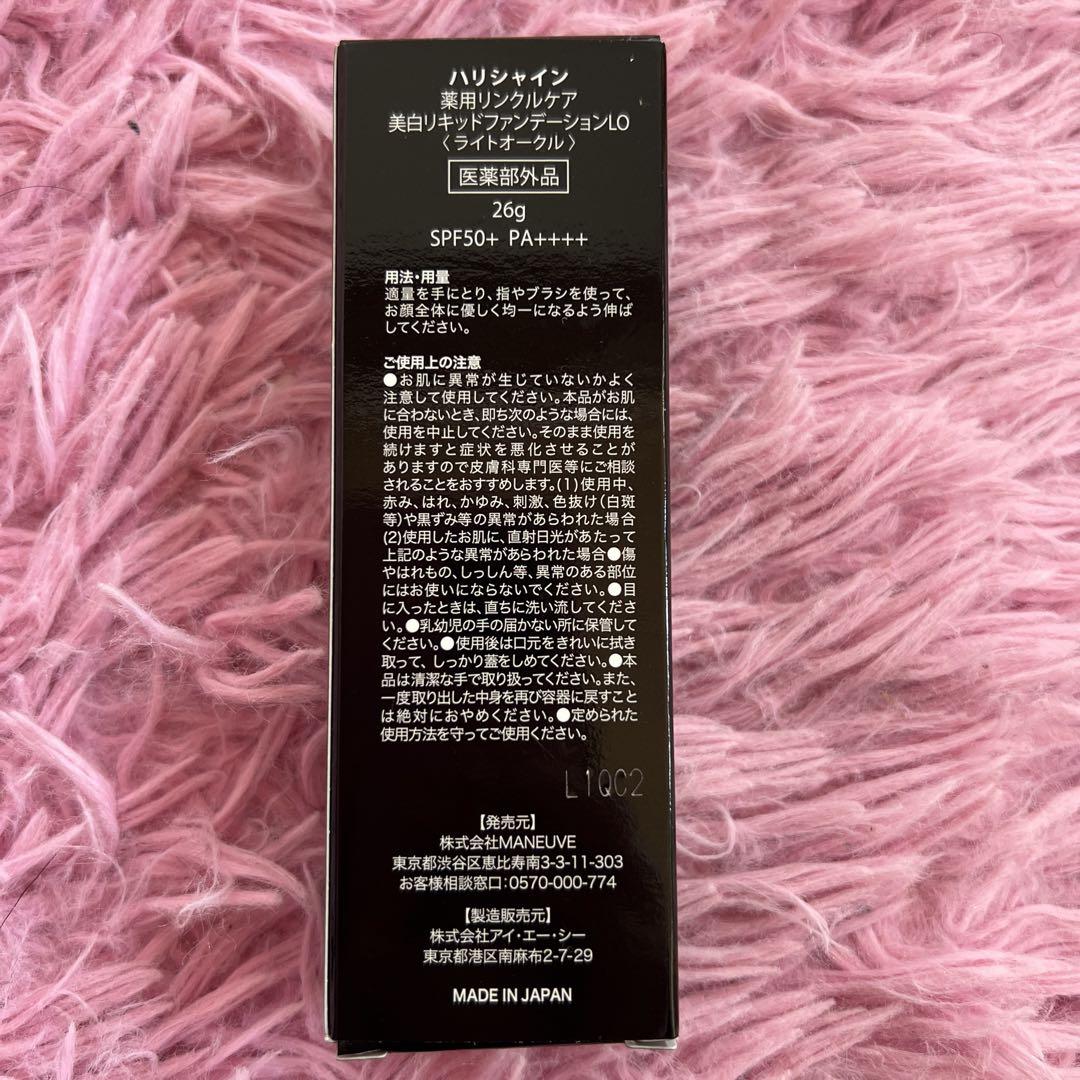 ハリシャイン
薬用リンクルケア
美白リキッドファンデーションLO
〈ライトオークル〉
医薬部外品
26g
SPF50+ PA++++
用法・用量
適量を手にとり、指やブラシを使って、
お顔全体に優しく均一になるよう伸ば
してください。
ご使用上の注意
●お肌に異常が生じていないかよく
注意して使用してください。本品がお肌
に合わないとき、即ち次のような場合には、
使用を中止してください。そのまま使用を
続けますと症状を悪化させることが
ありますので皮膚科専門医等にご相談
されることをおすすめします。(1)使用中、
赤み、はれ、かゆみ、刺激、色抜け(白斑
等)や黒ずみ等の異常があらわれた場合
(2)使用したお肌に、直射日光があたって
上記のような異常があらわれた場合●傷
やはれもの、しっしん等、異常のある部位
にはお使いにならないでください。●目
に入ったときは、直ちに洗い流してくださ
い。●乳幼児の手の届かない所に保管して
ください。●使用後は口元をきれいに拭き
取って、しっかり蓋をしめてください。●本
品は清潔な手で取り扱ってください。また、
一度取り出した中身を再び容器に戻すこと
は絶対におやめください。●定められた
使用方法を守ってご使用ください。
L1QC2
【発売元】
株式会社MANEUVE
東京都渋谷区恵比寿南3-3-11-303
お客様相談窓口:0570-000-774
【製造販売元】
株式会社アイ・エー・シー
東京都港区南麻布2-7-29
MADE IN JAPAN